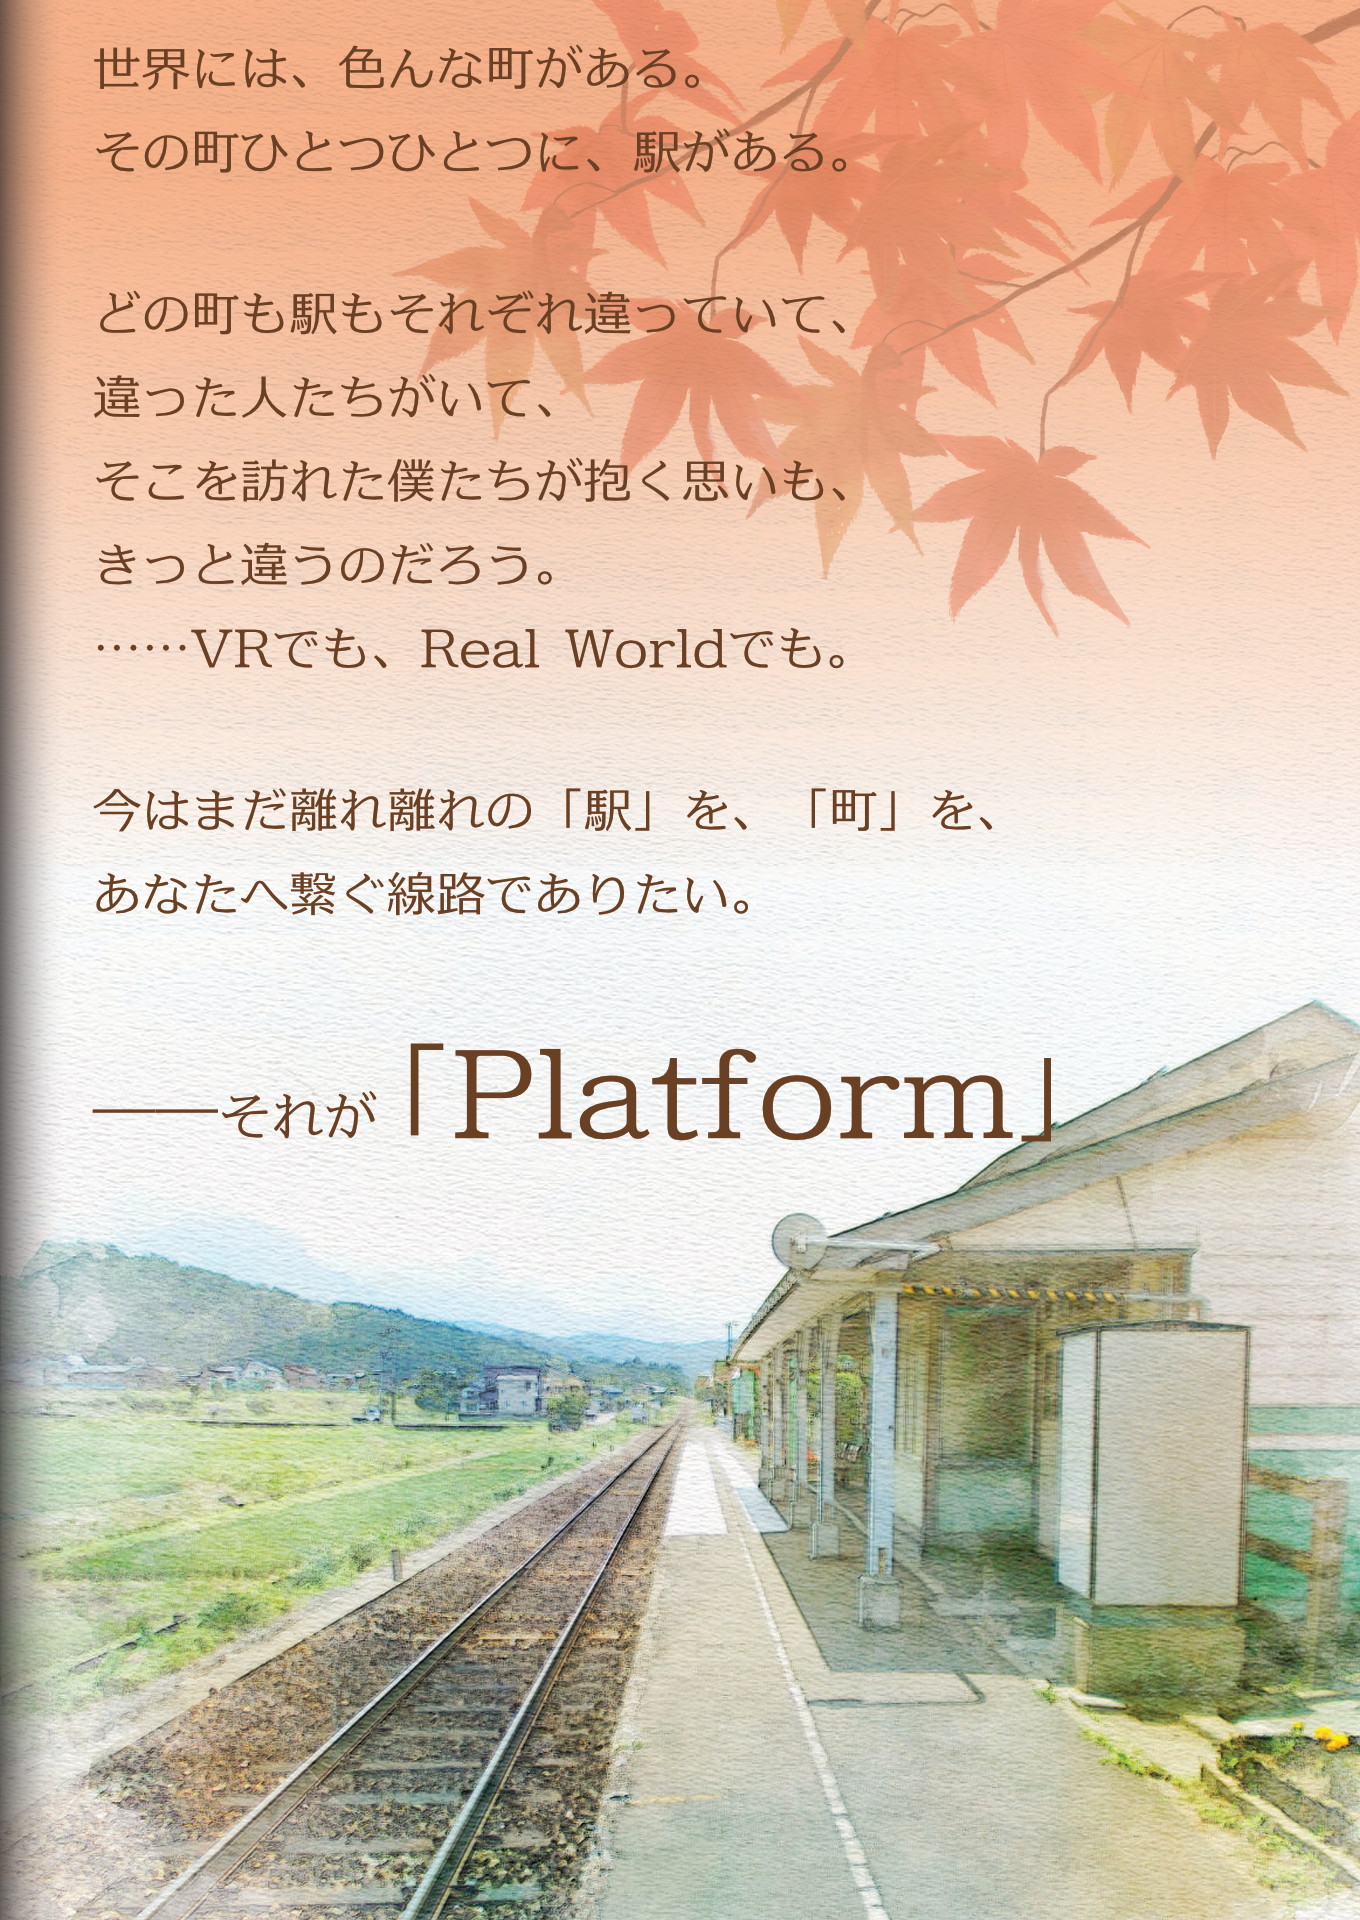 世界には、色んな町がある。
その町ひとつひとつに、駅がある。
どの町も駅もそれぞれ違っていて、
違った人たちがいて、
そこを訪れた僕たちが抱く思いも、
きっと違うのだろう。
……VRでも、Real Worldでも。
今はまだ離れ離れの「駅」を、「町」を、
あなたへ繋ぐ線路でありたい。
――それが「Platform」